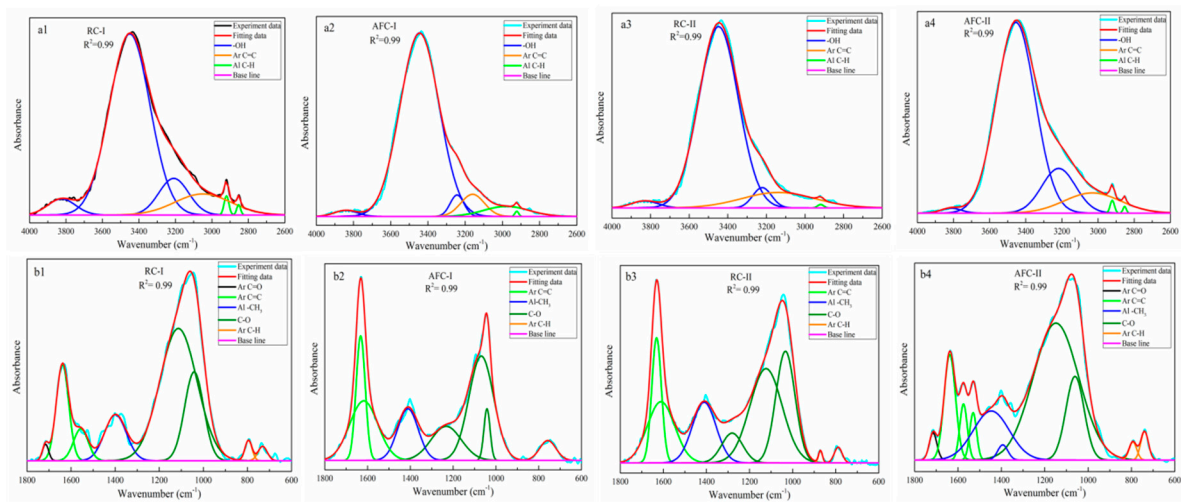 a1
RC-I
R²=0.99
Experiment data
Fitting data
-OH
Ar C=C
Al C-H
Base line
Absorbance
4000 3800 3600 3400 3200 3000 2800 2600
Wavenumber (cm⁻¹)
a2
AFC-I
R²=0.99
Experiment data
Fitting data
-OH
Ar C=C
Al C-H
Base line
Absorbance
4000 3800 3600 3400 3200 3000 2800 2600
Wavenumber (cm⁻¹)
a3
RC-II
R²=0.99
Experiment data
Fitting data
-OH
Ar C=C
Al C-H
Base line
Absorbance
4000 3800 3600 3400 3200 3000 2800 2600
Wavenumber (cm⁻¹)
a4
AFC-II
R²=0.99
Experiment data
Fitting data
-OH
Ar C=C
Al C-H
Base line
Absorbance
4000 3800 3600 3400 3200 3000 2800 2600
Wavenumber (cm⁻¹)
b1
RC-I
R²= 0.99
Experiment data
Fitting data
Ar C=O
Ar C=C
Al -CH₃
C-O
Ar C-H
Base line
Absorbance
1800 1600 1400 1200 1000 800 600
Wavenumber (cm⁻¹)
b2
AFC-I
R²= 0.99
Experiment data
Fitting data
Ar C=C
Al-CH₃
C-O
Ar C-H
Base line
Absorbance
1800 1600 1400 1200 1000 800 600
Wavenumber (cm⁻¹)
b3
RC-II
R²= 0.99
Experiment data
Fitting data
Ar C=C
Al-CH₃
C-O
Ar C-H
Base line
Absorbance
1800 1600 1400 1200 1000 800 600
Wavenumber (cm⁻¹)
b4
AFC-II
R²= 0.99
Experiment data
Fitting data
Ar C=O
Ar C=C
Al -CH₃
C-O
Ar C-H
Base line
Absorbance
1800 1600 1400 1200 1000 800 600
Wavenumber (cm⁻¹)